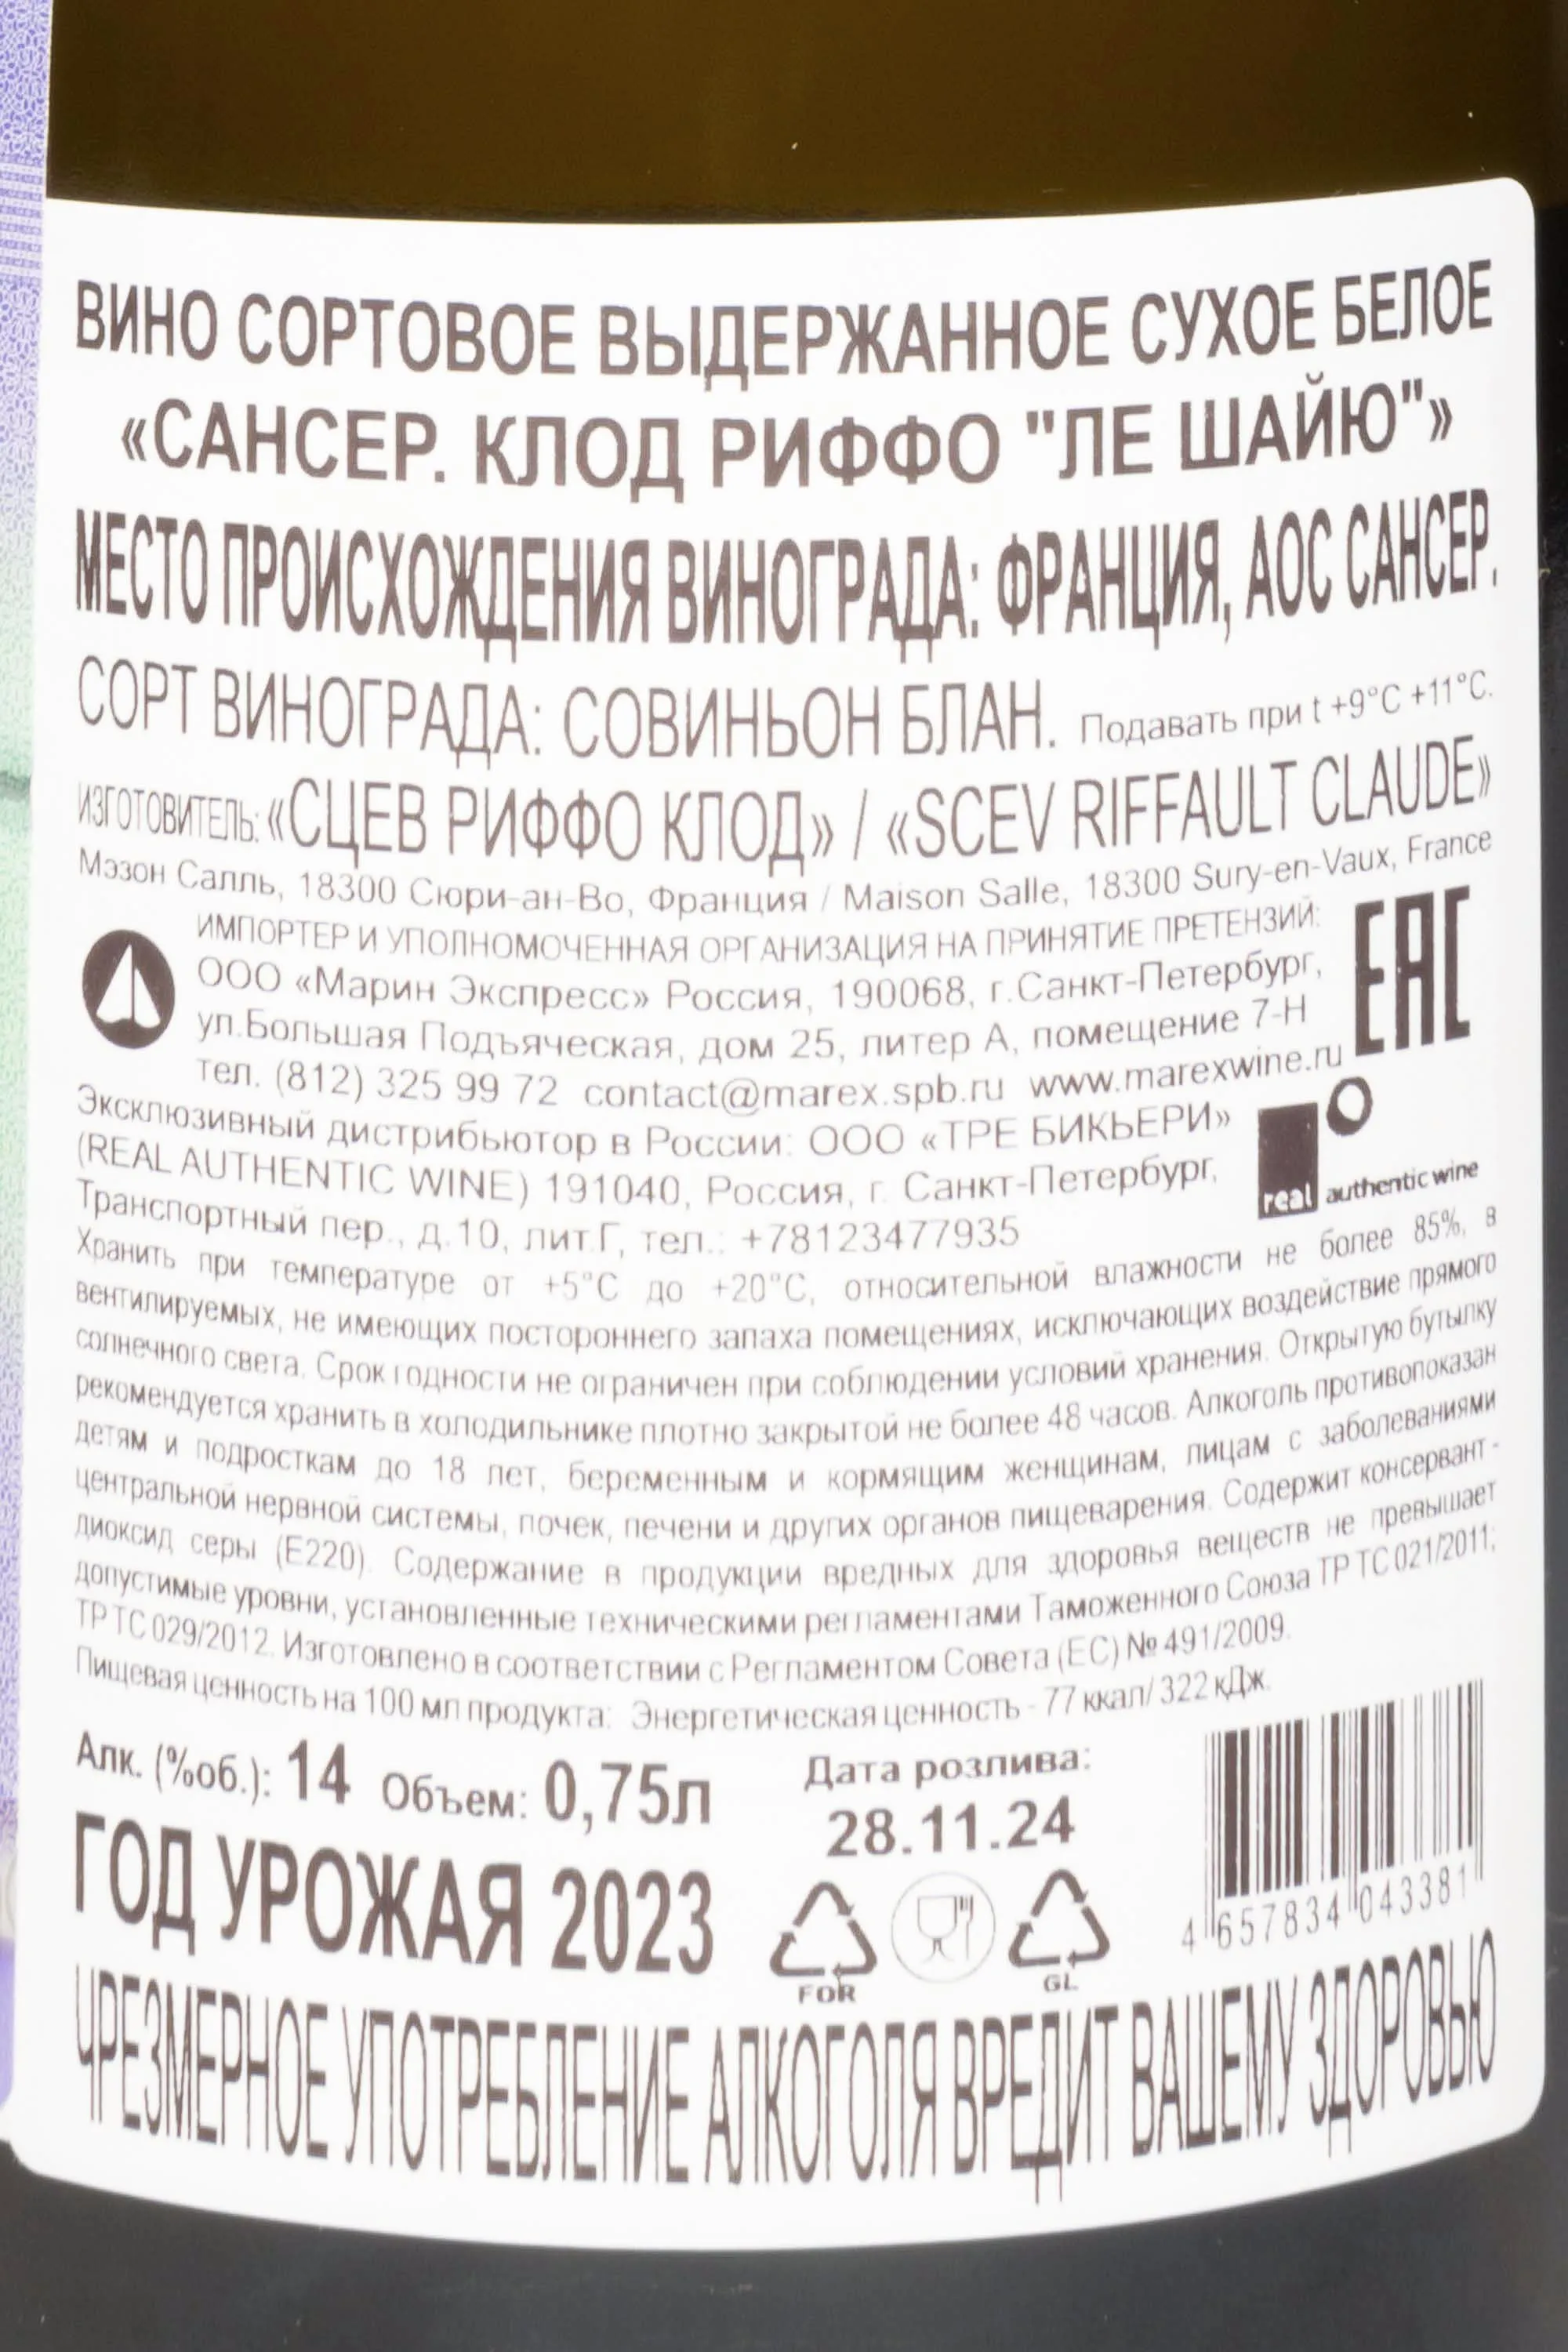 ВИНО СОРТОВОЕ ВЫДЕРЖАННОЕ СУХОЕ БЕЛОЕ
«САНСЕР. КЛОД РИФФО "ЛЕ ШАЙЮ"»
МЕСТО ПРОИСХОЖДЕНИЯ ВИНОГРАДА: ФРАНЦИЯ, АОС САНСЕР.
СОРТ ВИНОГРАДА: СОВИНЬОН БЛАН. Подавать при t +9°C +11°C.
ИЗГОТОВИТЕЛЬ: «СЦЕВ РИФФО КЛОД» / «SCEV RIFFAULT CLAUDE»
Мэзон Салль, 18300 Сюри-ан-Во, Франция / Maison Salle, 18300 Sury-en-Vaux, France
ИМПОРТЕР И УПОЛНОМОЧЕННАЯ ОРГАНИЗАЦИЯ НА ПРИНЯТИЕ ПРЕТЕНЗИЙ:
ООО «Марин Экспресс» Россия, 190068, г.Санкт-Петербург,
ул.Большая Подъяческая, дом 25, литер А, помещение 7-Н
тел. (812) 325 99 72 contact@marex.spb.ru www.marexwine.ru
EAC
Эксклюзивный дистрибьютор в России: ООО «ТРЕ БИКЬЕРИ»
(REAL AUTHENTIC WINE) 191040, Россия, г. Санкт-Петербург,
Транспортный пер., д.10, лит.Г, тел.: +78123477935
real authentic wine
Хранить при температуре от +5°C до +20°C, относительной влажности не более 85%, в
вентилируемых, не имеющих постороннего запаха помещениях, исключающих воздействие прямого
солнечного света. Срок годности не ограничен при соблюдении условий хранения. Открытую бутылку
рекомендуется хранить в холодильнике плотно закрытой не более 48 часов. Алкоголь противопоказан
детям и подросткам до 18 лет, беременным и кормящим женщинам, лицам с заболеваниями
центральной нервной системы, почек, печени и других органов пищеварения. Содержит консервант -
диоксид серы (Е220). Содержание в продукции вредных для здоровья веществ не превышает
допустимые уровни, установленные техническими регламентами Таможенного Союза ТР ТС 021/2011;
ТР ТС 029/2012. Изготовлено в соответствии с Регламентом Совета (ЕС) № 491/2009.
Пищевая ценность на 100 мл продукта: Энергетическая ценность - 77 ккал/ 322 кДж.
Алк. (%об.): 14 Объем: 0,75л
Дата розлива:
28.11.24
ГОД УРОЖАЯ 2023
FOR
GL
4 657834 043381
ЧРЕЗМЕРНОЕ УПОТРЕБЛЕНИЕ АЛКОГОЛЯ ВРЕДИТ ВАШЕМУ ЗДОРОВЬЮ